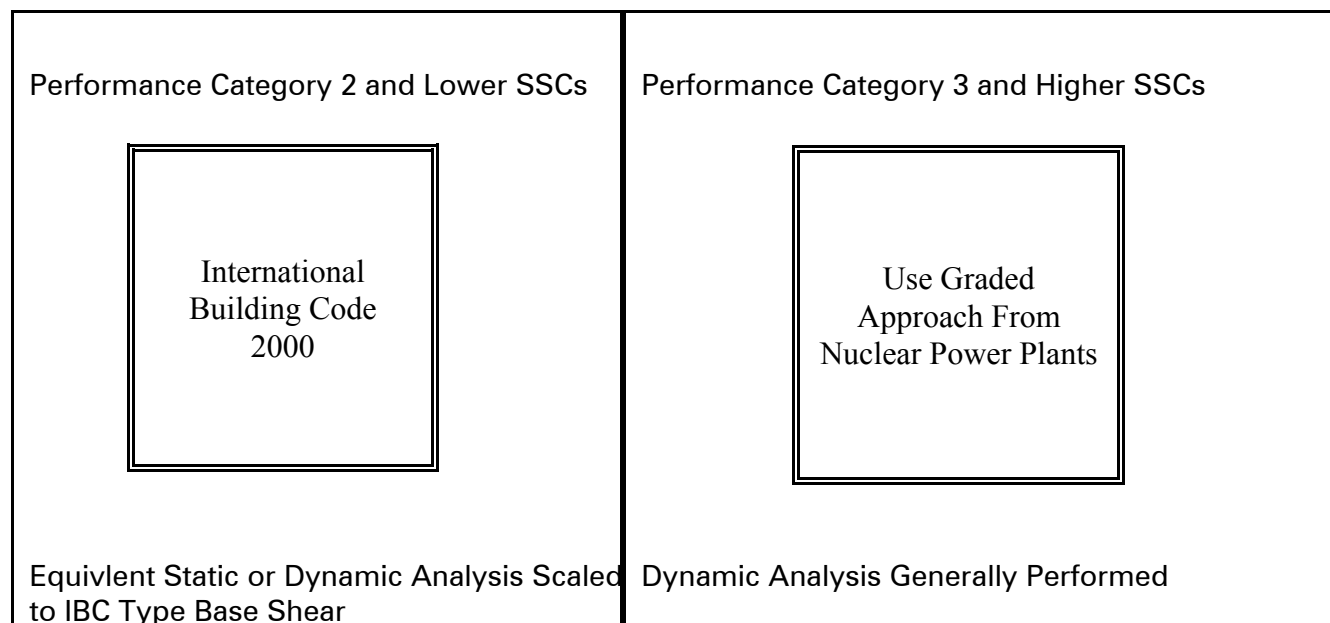 Performance Category 2 and Lower SSCs
International
Building Code
2000
Equivlent Static or Dynamic Analysis Scaled
to IBC Type Base Shear
Performance Category 3 and Higher SSCs
Use Graded
Approach From
Nuclear Power Plants
Dynamic Analysis Generally Performed